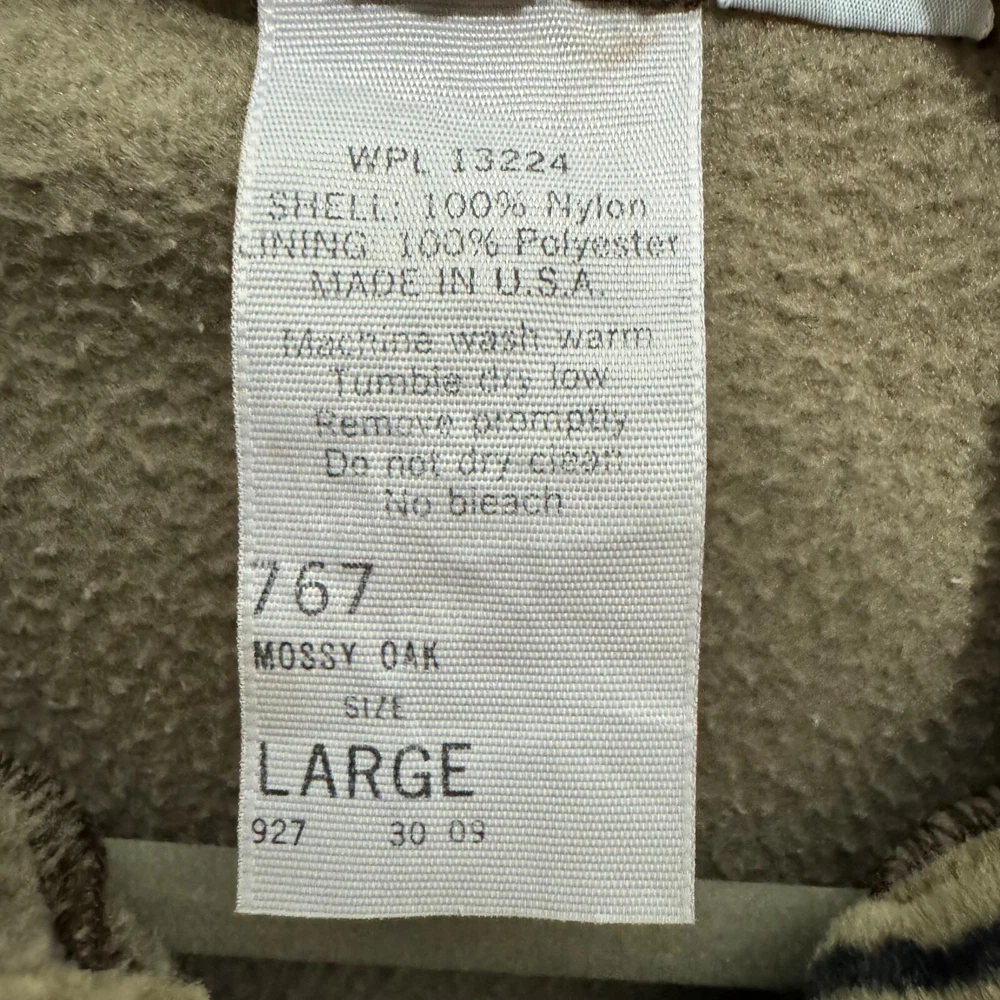 WPL 13224
SHELL: 100% Nylon
LINING: 100% Polyester
MADE IN U.S.A.
Machine wash warm
Tumble dry low
Remove promptly
Do not dry clean
No bleach
767
MOSSY OAK
SIZE
LARGE
927 30 09